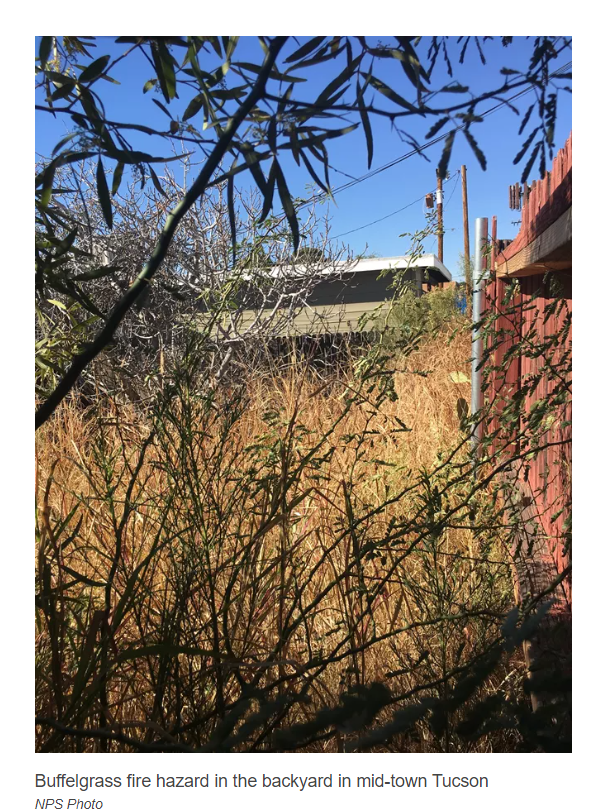 Buffelgrass fire hazard in the backyard in mid-town Tucson
NPS Photo